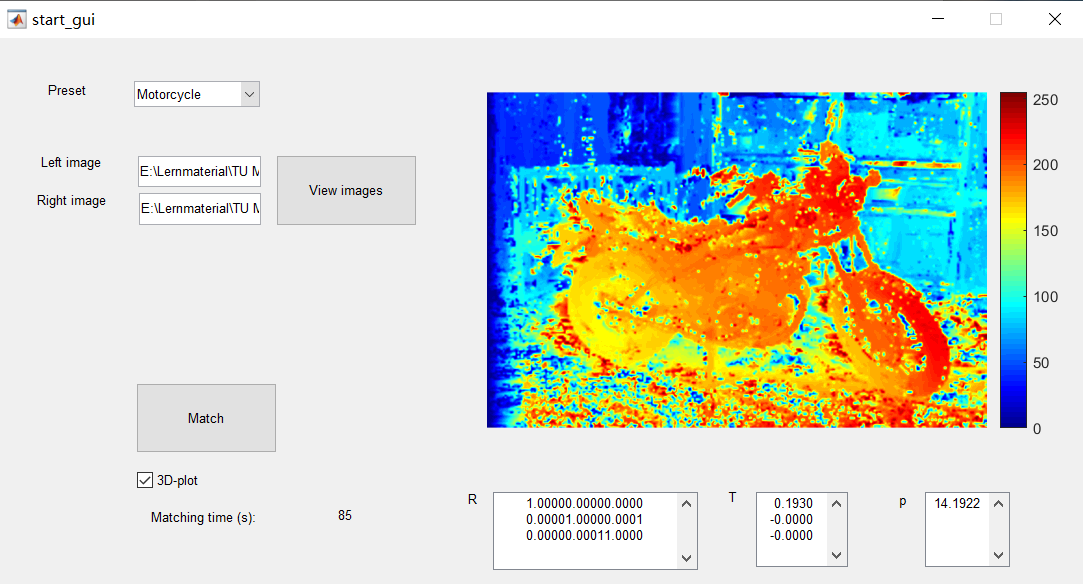 start_gui
Preset
Motorcycle
Left image
E:\Lernmaterial\TU M
Right image
E:\Lernmaterial\TU M
View images
Match
3D-plot
Matching time (s):
85
250
200
150
100
50
0
R
1.00000.00000.0000
0.00001.00000.0001
0.00000.00011.0000
T
0.1930
-0.0000
-0.0000
p
14.1922